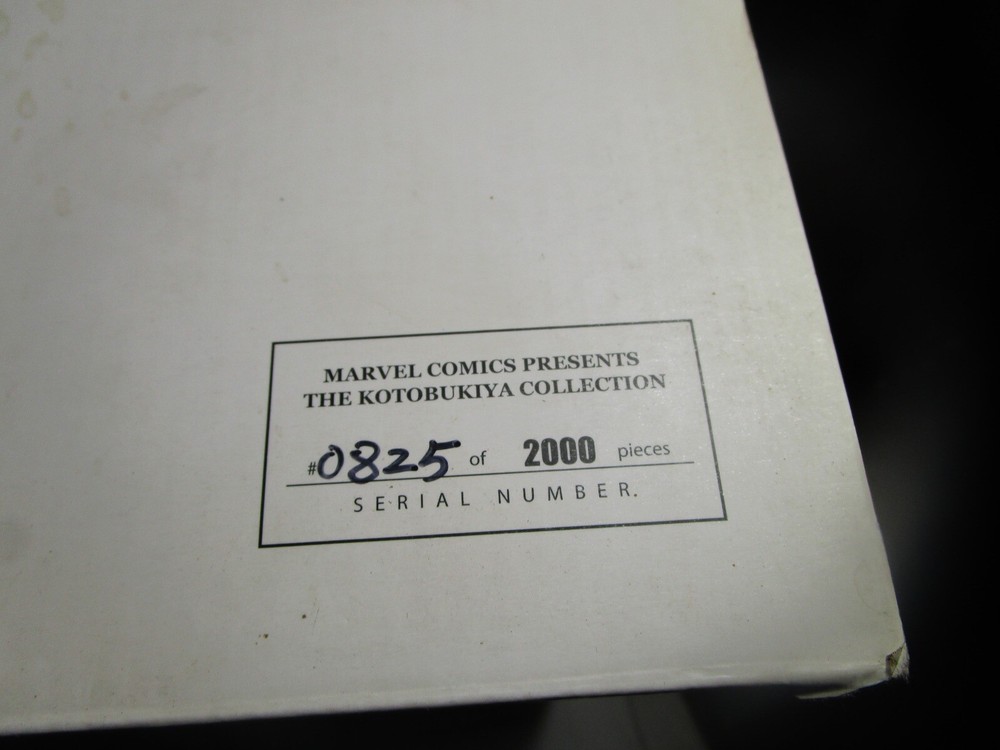 MARVEL COMICS PRESENTS
THE KOTOBUKIYA COLLECTION
#0825 of 2000 pieces
SERIAL NUMBER.